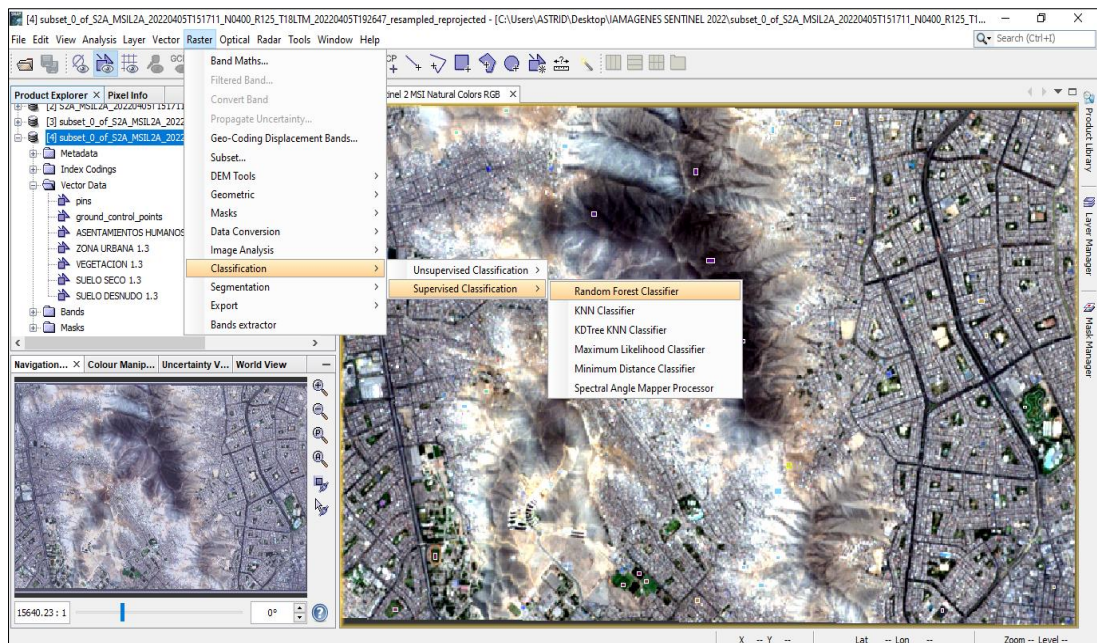 [4] subset_0_of_S2A_MSIL2A_20220405T151711_N0400_R125_T18LTM_20220405T192647_resampled_reprojected - [C:\Users\ASTRID\Desktop\IAMAGENES SENTINEL 2022\subset_0_of_S2A_MSIL2A_20220405T151711_N0400_R125_T1...
File Edit View Analysis Layer Vector Raster Optical Radar Tools Window Help
Search (Ctrl+I)
Product Explorer Pixel Info
[2] S2A_MSIL2A_20220405T151711
[3] subset_0_of_S2A_MSIL2A_2022
[4] subset_0_of_S2A_MSIL2A_2022
Metadata
Index Codings
Vector Data
pins
ground_control_points
ASENTAMIENTOS HUMANOS
ZONA URBANA 1.3
VEGETACION 1.3
SUELO SECO 1.3
SUELO DESNUDO 1.3
Bands
Masks
Band Maths...
Filtered Band...
Convert Band
Propagate Uncertainty...
Geo-Coding Displacement Bands...
Subset...
DEM Tools
Geometric
Masks
Data Conversion
Image Analysis
Classification
Segmentation
Export
Bands extractor
Unsupervised Classification
Supervised Classification
Random Forest Classifier
KNN Classifier
KDTree KNN Classifier
Maximum Likelihood Classifier
Minimum Distance Classifier
Spectral Angle Mapper Processor
2 MSI Natural Colors RGB
Product Library
Layer Manager
Mask Manager
Navigation... Colour Manip... Uncertainty V... World View
15640.23 : 1
0°
X -- Y -- Lat -- Lon -- Zoom -- Level --